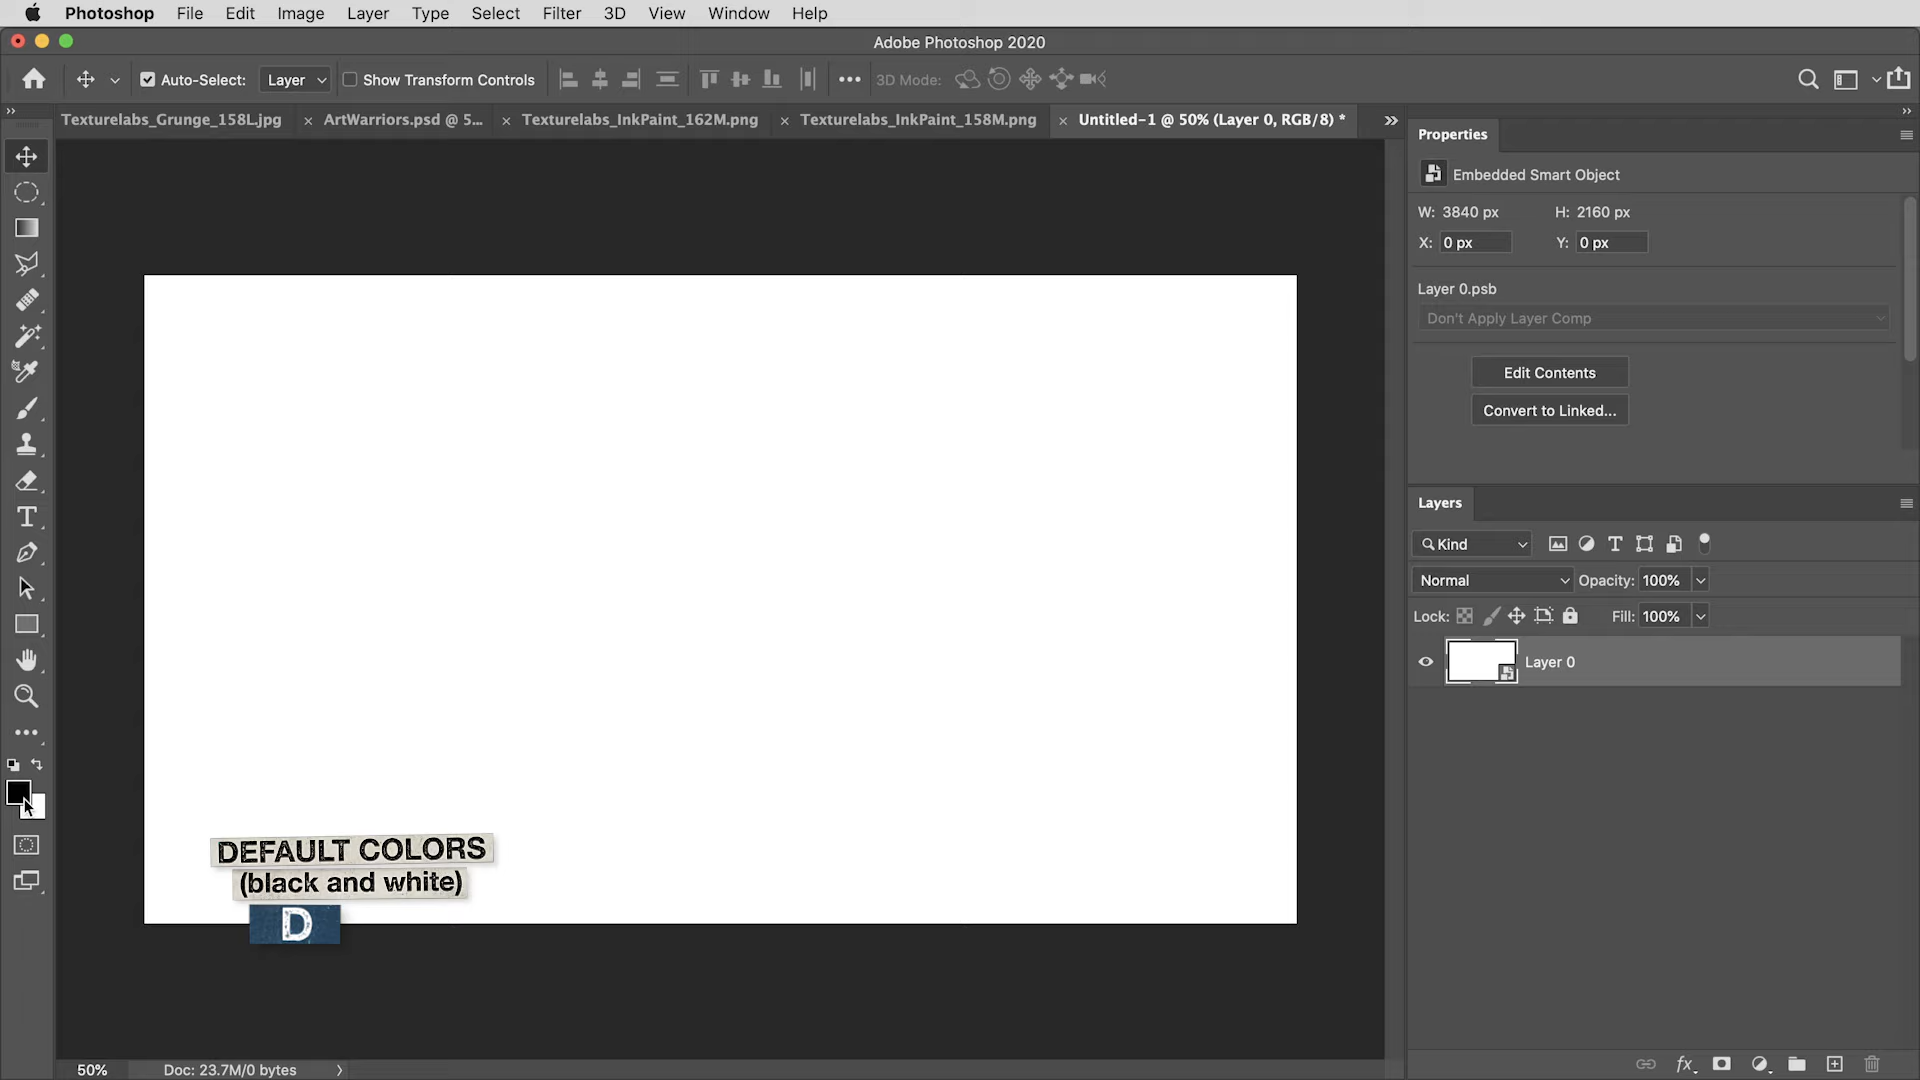 Photoshop File Edit Image Layer Type Select Filter 3D View Window Help
Adobe Photoshop 2020
Auto-Select: Layer Show Transform Controls 3D Mode:
Texturelabs_Grunge_158L.jpg × ArtWarriors.psd @ 5... × Texturelabs_InkPaint_162M.png × Texturelabs_InkPaint_158M.png × Untitled-1 @ 50% (Layer 0, RGB/8) *
Properties
Embedded Smart Object
W: 3840 px H: 2160 px
X: 0 px Y: 0 px
Layer 0.psb
Don't Apply Layer Comp
Edit Contents
Convert to Linked...
Layers
Kind
Normal Opacity: 100%
Lock: Fill: 100%
Layer 0
DEFAULT COLORS
(black and white)
D
50% Doc: 23.7M/0 bytes